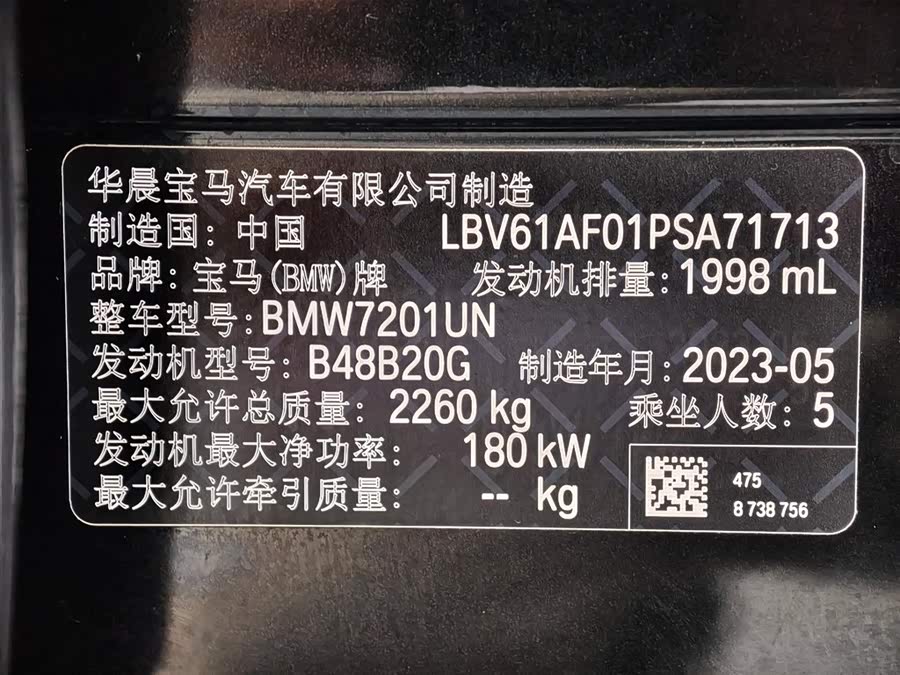 华晨宝马汽车有限公司制造
制造国：中国 LBV61AF01PSA71713
品牌：宝马(BMW)牌 发动机排量：1998 mL
整车型号：BMW7201UN
发动机型号：B48B20G 制造年月：2023-05
最大允许总质量：2260 kg 乘坐人数：5
发动机最大净功率：180 kW
最大允许牵引质量：-- kg
475
8 738 756